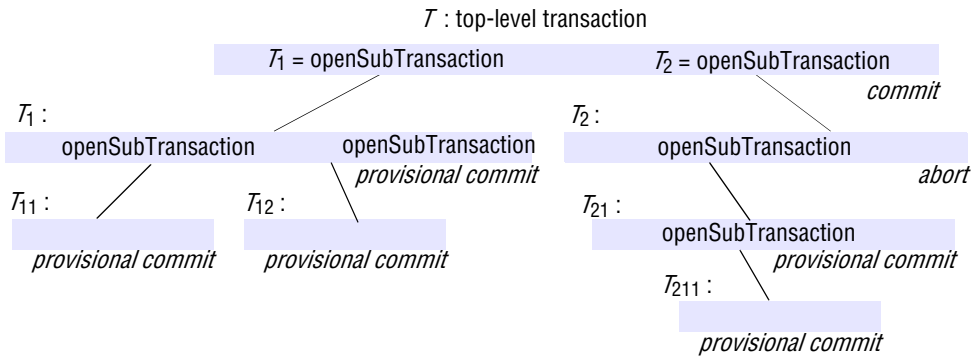 T : top-level transaction
T1 = openSubTransaction T2 = openSubTransaction
commit
T1 : T2 :
openSubTransaction openSubTransaction openSubTransaction
provisional commit abort
T11 : T12 : T21 :
openSubTransaction
provisional commit provisional commit provisional commit
T211 :
provisional commit